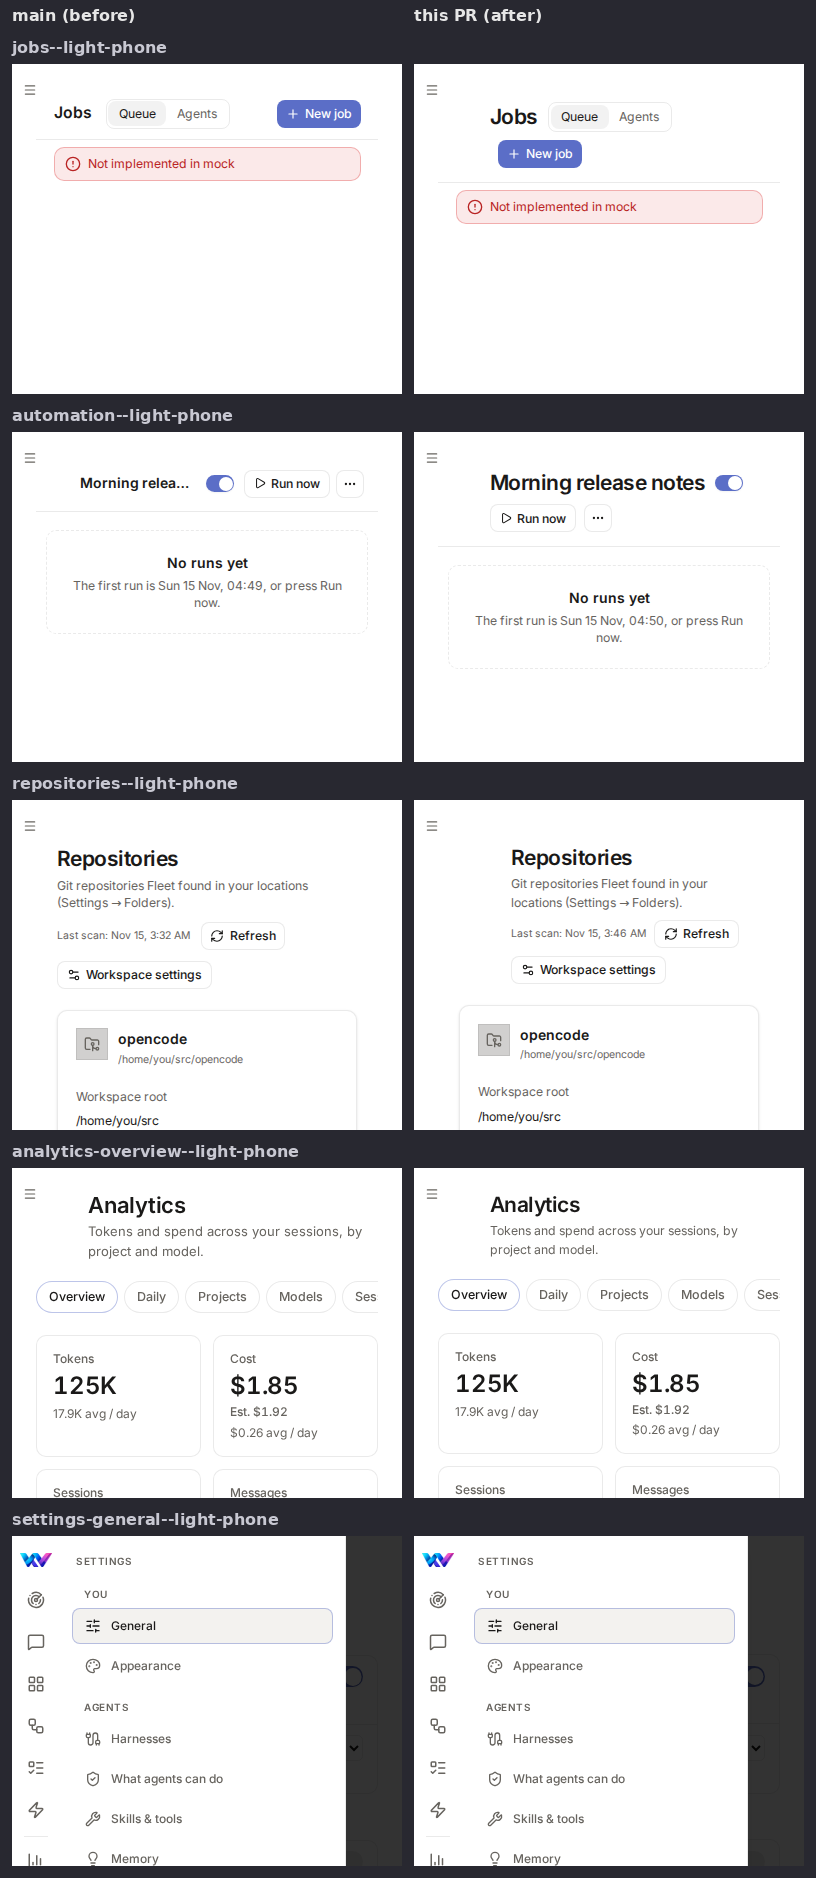 main (before)
this PR (after)
jobs--light-phone
Jobs
Queue
Agents
New job
Not implemented in mock
Jobs
Queue
Agents
New job
Not implemented in mock
automation--light-phone
Morning relea...
Run now
No runs yet
The first run is Sun 15 Nov, 04:49, or press Run
now.
Morning release notes
Run now
No runs yet
The first run is Sun 15 Nov, 04:50, or press Run
now.
repositories--light-phone
Repositories
Git repositories Fleet found in your locations
(Settings → Folders).
Last scan: Nov 15, 3:32 AM
Refresh
Workspace settings
opencode
/home/you/src/opencode
Workspace root
/home/you/src
Repositories
Git repositories Fleet found in your
locations (Settings → Folders).
Last scan: Nov 15, 3:46 AM
Refresh
Workspace settings
opencode
/home/you/src/opencode
Workspace root
/home/you/src
analytics-overview--light-phone
Analytics
Tokens and spend across your sessions, by
project and model.
Overview
Daily
Projects
Models
Ses
Tokens
125K
17.9K avg / day
Cost
$1.85
Est. $1.92
$0.26 avg / day
Sessions
Messages
Analytics
Tokens and spend across your sessions, by
project and model.
Overview
Daily
Projects
Models
Ses
Tokens
125K
17.9K avg / day
Cost
$1.85
Est. $1.92
$0.26 avg / day
Sessions
Messages
settings-general--light-phone
SETTINGS
YOU
General
Appearance
AGENTS
Harnesses
What agents can do
Skills & tools
Memory
SETTINGS
YOU
General
Appearance
AGENTS
Harnesses
What agents can do
Skills & tools
Memory